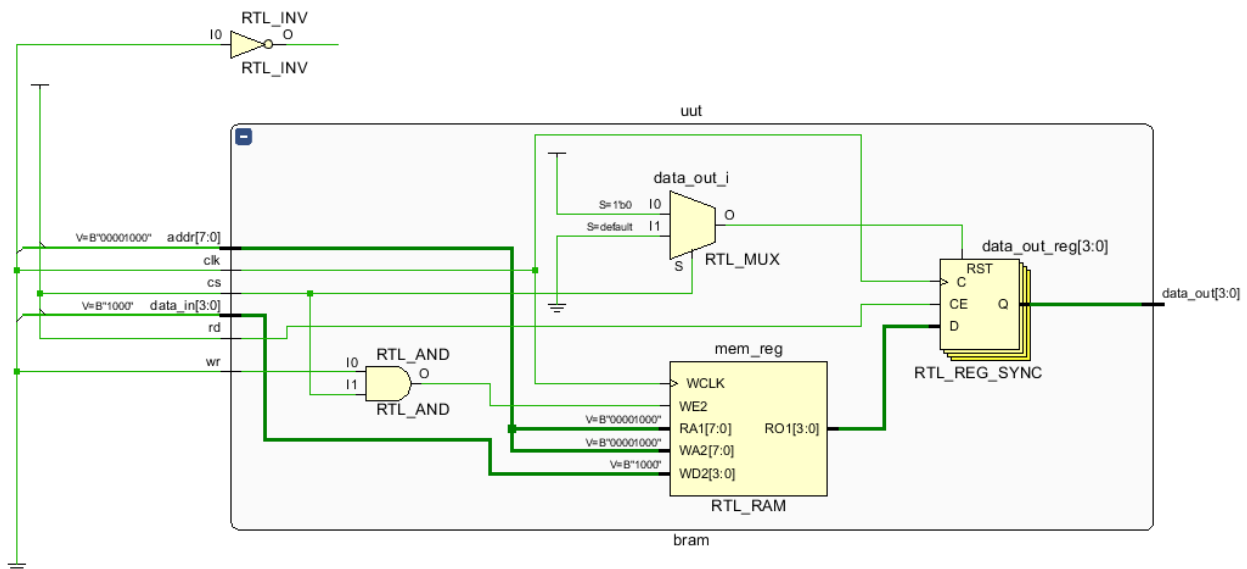 RTL_INV
I0
O
RTL_INV
uut
data_out_i
S=1'b0
I0
S=default
I1
O
S
RTL_MUX
V=B"00001000"
addr[7:0]
clk
cs
V=B"1000"
data_in[3:0]
rd
wr
data_out_reg[3:0]
RST
C
CE
Q
D
RTL_REG_SYNC
data_out[3:0]
RTL_AND
I0
O
I1
RTL_AND
mem_reg
WCLK
WE2
V=B"00001000"
RA1[7:0]
RO1[3:0]
V=B"00001000"
WA2[7:0]
V=B"1000"
WD2[3:0]
RTL_RAM
bram